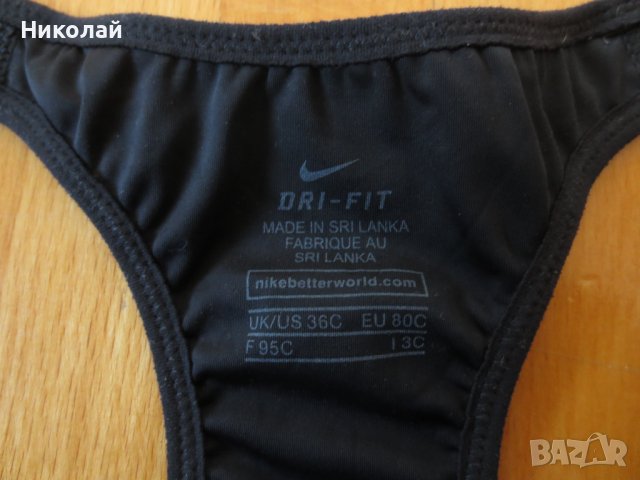 Николай
DRI-FIT
MADE IN SRI LANKA
FABRIQUE AU
SRI LANKA
nikebetterworld.com
UK/US 36C EU 80C
F 95C I 3C
BAZAR